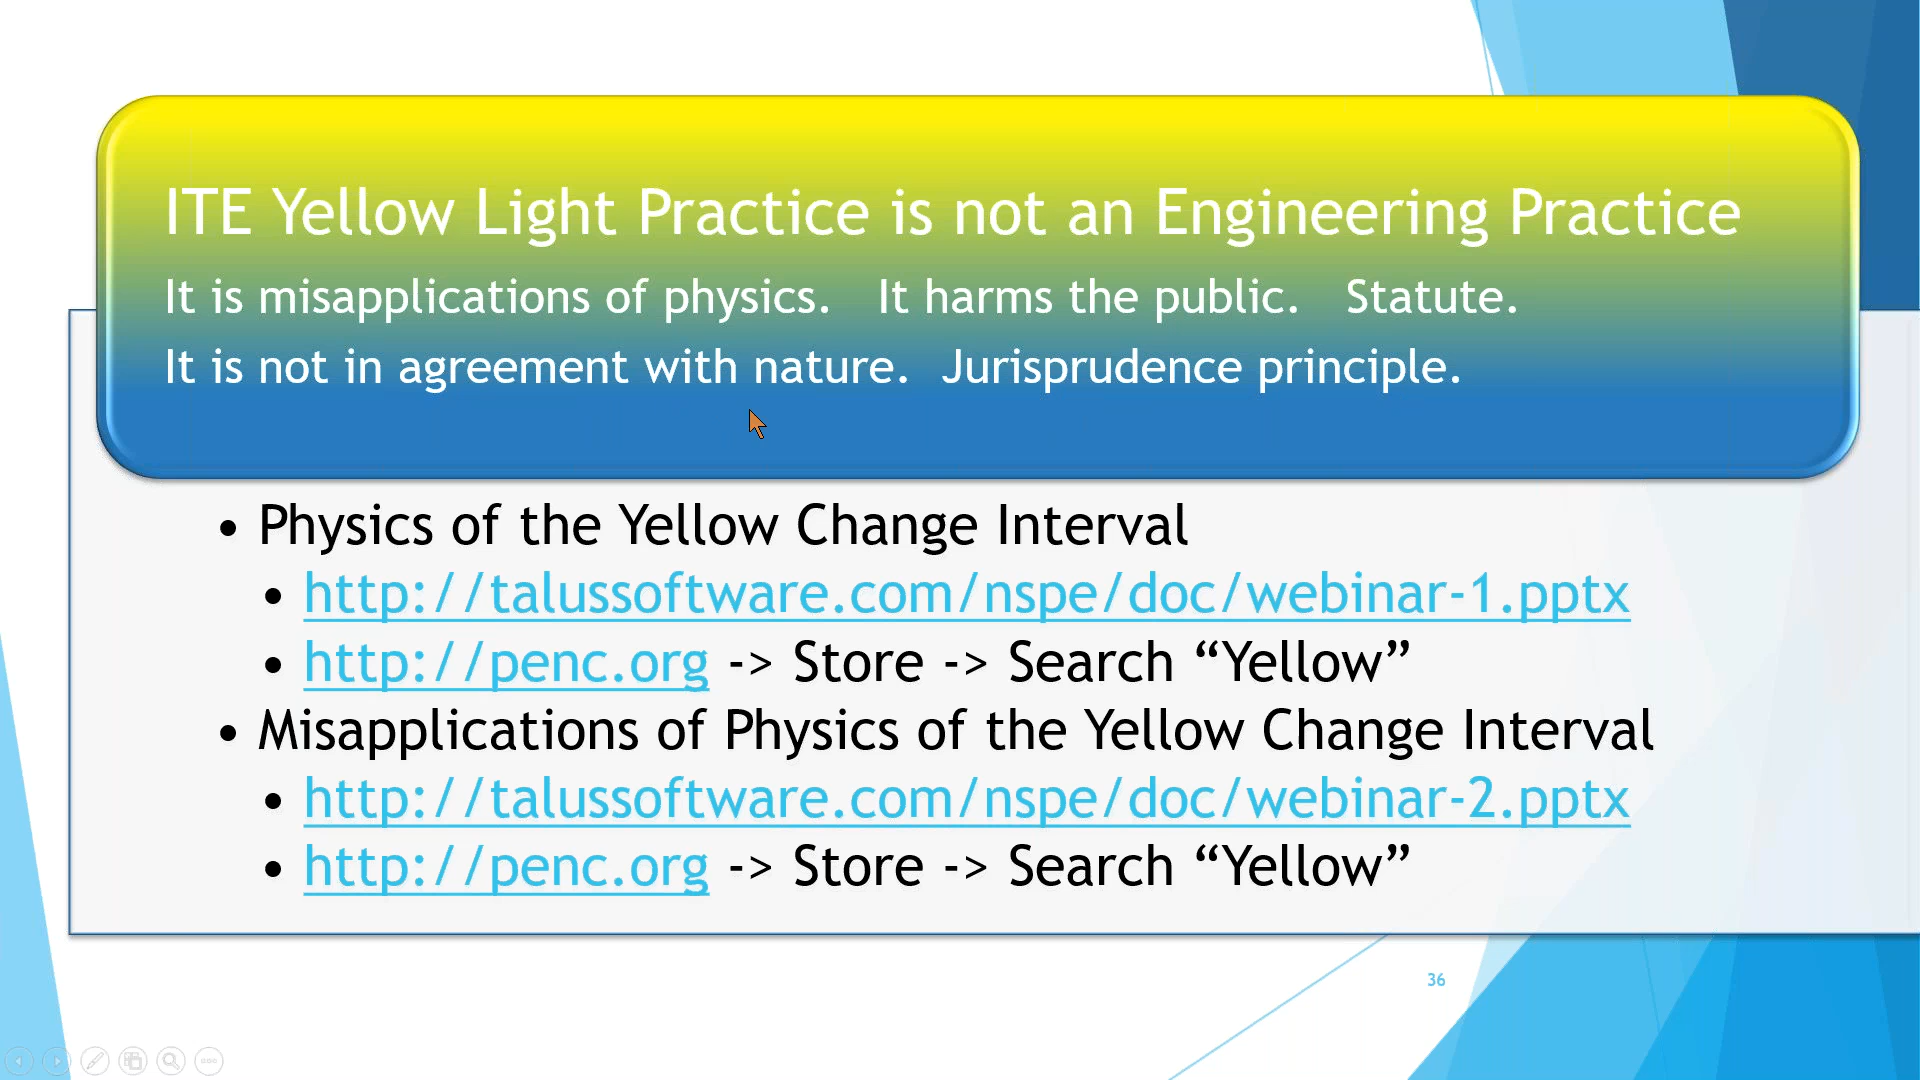 ITE Yellow Light Practice is not an Engineering Practice
It is misapplications of physics. It harms the public. Statute.
It is not in agreement with nature. Jurisprudence principle.
• Physics of the Yellow Change Interval
• http://talussoftware.com/nspe/doc/webinar-1.pptx
• http://penc.org -> Store -> Search “Yellow”
• Misapplications of Physics of the Yellow Change Interval
• http://talussoftware.com/nspe/doc/webinar-2.pptx
• http://penc.org -> Store -> Search “Yellow”
36